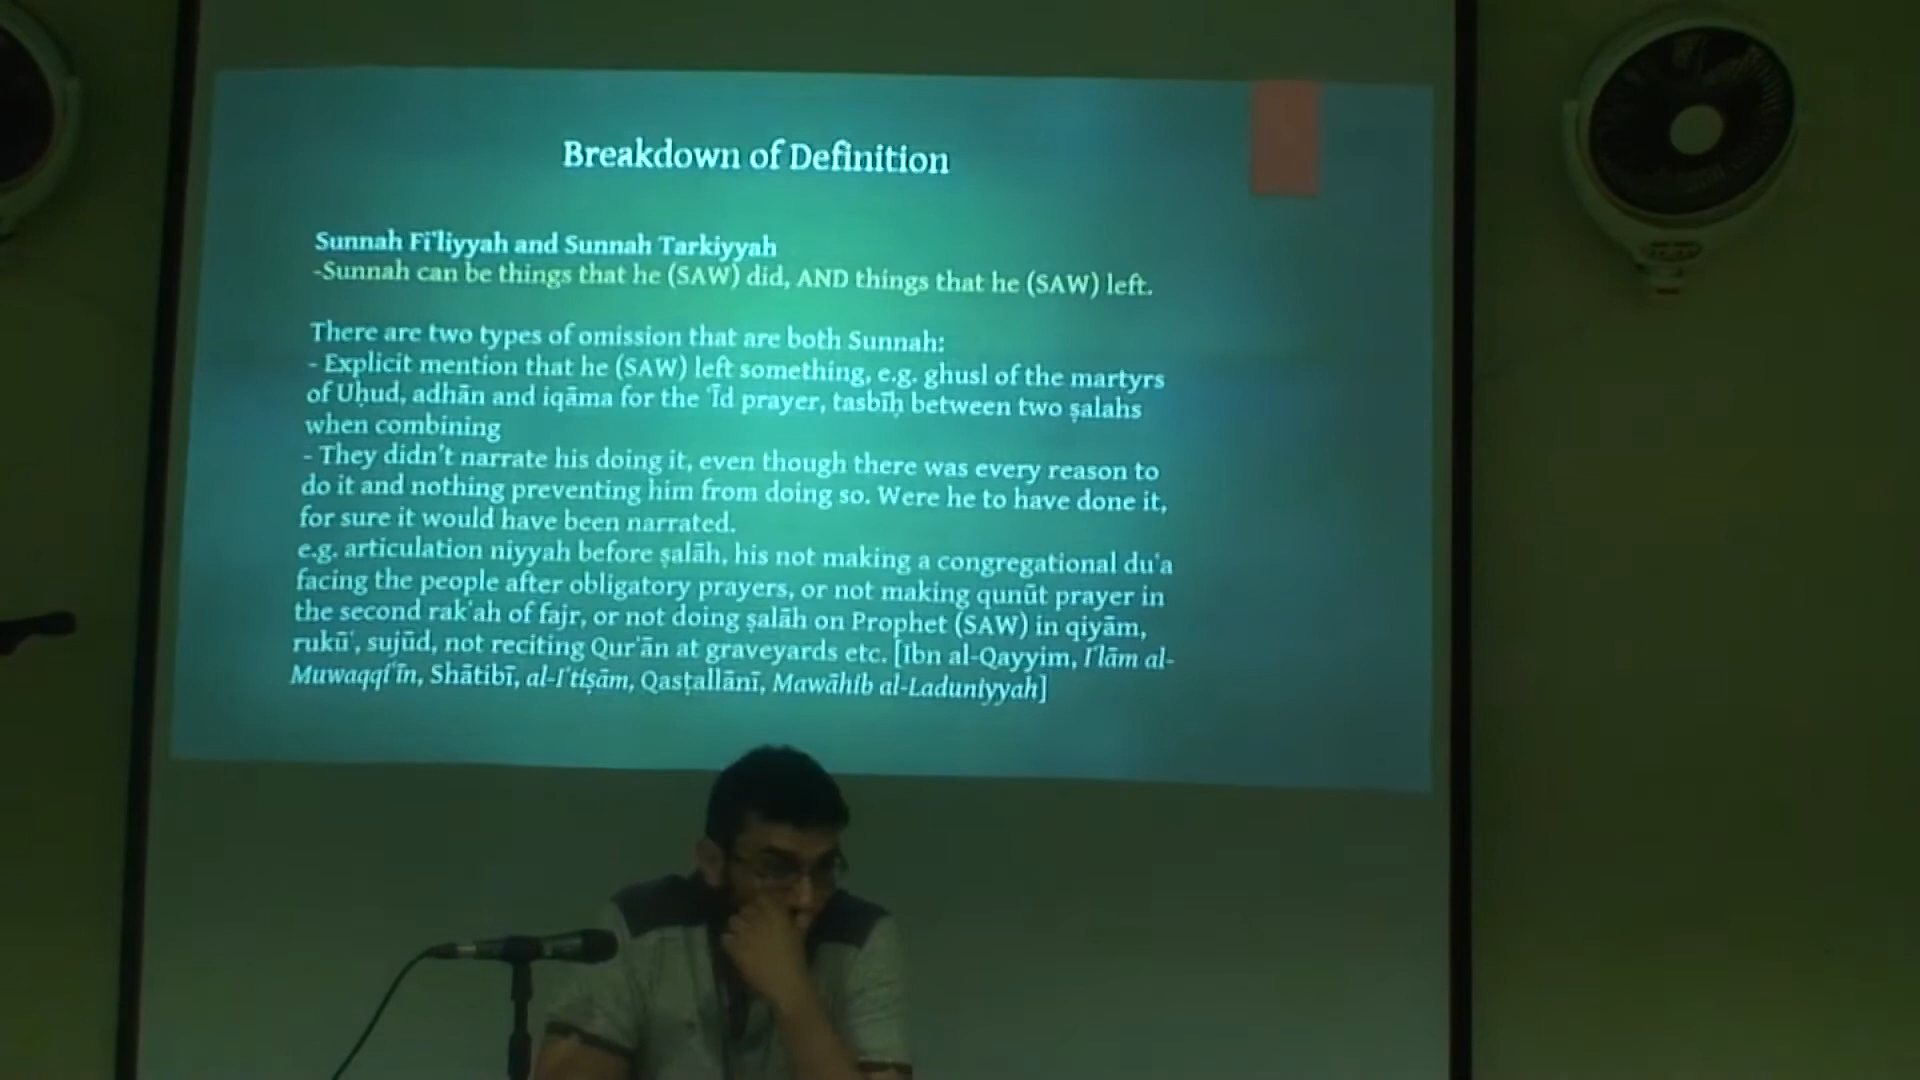 Breakdown of Definition
Sunnah Fi'liyyah and Sunnah Tarkiyyah
-Sunnah can be things that he (SAW) did, AND things that he (SAW) left.
There are two types of omission that are both Sunnah:
- Explicit mention that he (SAW) left something, e.g. ghusl of the martyrs
of Uḥud, adhān and iqāma for the 'Īd prayer, tasbīḥ between two ṣalahs
when combining
- They didn't narrate his doing it, even though there was every reason to
do it and nothing preventing him from doing so. Were he to have done it,
for sure it would have been narrated.
e.g. articulation niyyah before ṣalāh, his not making a congregational du'a
facing the people after obligatory prayers, or not making qunūt prayer in
the second rak'ah of fajr, or not doing ṣalāh on Prophet (SAW) in qiyām,
rukū', sujūd, not reciting Qur'ān at graveyards etc. [Ibn al-Qayyim, I'lām al-
Muwaqqi'īn, Shātibī, al-I'tiṣām, Qasṭallānī, Mawāhib al-Laduniyyah]